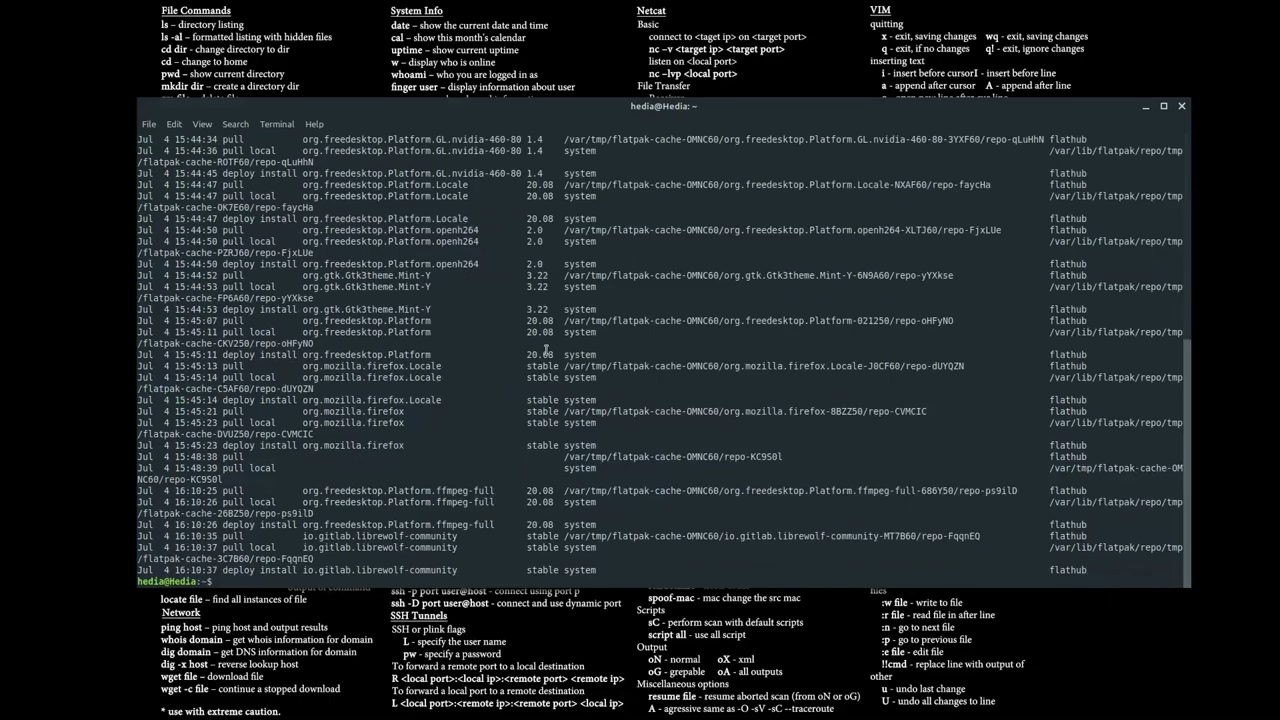 File Commands
ls – directory listing
ls -al – formatted listing with hidden files
cd dir - change directory to dir
cd – change to home
pwd – show current directory
mkdir dir – create a directory dir
System Info
date – show the current date and time
cal – show this month's calendar
uptime – show current uptime
w – display who is online
whoami – who you are logged in as
finger user – display information about user
Netcat
Basic
connect to <taget ip> on <target port>
nc –v <target ip> <target port>
listen on <local port>
nc –lvp <local port>
File Transfer
VIM
quitting
x - exit, saving changes wq - exit, saving changes
q - exit, if no changes q! - exit, ignore changes
inserting text
i - insert before cursorI - insert before line
a - append after cursor A - append after line
hedia@Hedia: ~
File Edit View Search Terminal Help
Jul 4 15:44:34 pull org.freedesktop.Platform.GL.nvidia-460-80 1.4 /var/tmp/flatpak-cache-OMNC60/org.freedesktop.Platform.GL.nvidia-460-80-3YXF60/repo-qLuHhN flathub
Jul 4 15:44:36 pull local org.freedesktop.Platform.GL.nvidia-460-80 1.4 system /var/lib/flatpak/repo/tmp
/flatpak-cache-ROTF60/repo-qLuHhN
Jul 4 15:44:45 deploy install org.freedesktop.Platform.GL.nvidia-460-80 1.4 system flathub
Jul 4 15:44:47 pull org.freedesktop.Platform.Locale 20.08 /var/tmp/flatpak-cache-OMNC60/org.freedesktop.Platform.Locale-NXAF60/repo-faycHa flathub
Jul 4 15:44:47 pull local org.freedesktop.Platform.Locale 20.08 system /var/lib/flatpak/repo/tmp
/flatpak-cache-OK7E60/repo-faycHa
Jul 4 15:44:47 deploy install org.freedesktop.Platform.Locale 20.08 system flathub
Jul 4 15:44:50 pull org.freedesktop.Platform.openh264 2.0 /var/tmp/flatpak-cache-OMNC60/org.freedesktop.Platform.openh264-XLTJ60/repo-FjxLUe flathub
Jul 4 15:44:50 pull local org.freedesktop.Platform.openh264 2.0 system /var/lib/flatpak/repo/tmp
/flatpak-cache-PZRJ60/repo-FjxLUe
Jul 4 15:44:50 deploy install org.freedesktop.Platform.openh264 2.0 system flathub
Jul 4 15:44:52 pull org.gtk.Gtk3theme.Mint-Y 3.22 /var/tmp/flatpak-cache-OMNC60/org.gtk.Gtk3theme.Mint-Y-6N9A60/repo-yYXkse flathub
Jul 4 15:44:53 pull local org.gtk.Gtk3theme.Mint-Y 3.22 system /var/lib/flatpak/repo/tmp
/flatpak-cache-FP6A60/repo-yYXkse
Jul 4 15:44:53 deploy install org.gtk.Gtk3theme.Mint-Y 3.22 system flathub
Jul 4 15:45:07 pull org.freedesktop.Platform 20.08 /var/tmp/flatpak-cache-OMNC60/org.freedesktop.Platform-021250/repo-oHFyNO flathub
Jul 4 15:45:11 pull local org.freedesktop.Platform 20.08 system /var/lib/flatpak/repo/tmp
/flatpak-cache-CKV250/repo-oHFyNO
Jul 4 15:45:11 deploy install org.freedesktop.Platform 20.08 system flathub
Jul 4 15:45:13 pull org.mozilla.firefox.Locale stable /var/tmp/flatpak-cache-OMNC60/org.mozilla.firefox.Locale-J0CF60/repo-dUYQZN flathub
Jul 4 15:45:14 pull local org.mozilla.firefox.Locale stable system /var/lib/flatpak/repo/tmp
/flatpak-cache-C5AF60/repo-dUYQZN
Jul 4 15:45:14 deploy install org.mozilla.firefox.Locale stable system flathub
Jul 4 15:45:21 pull org.mozilla.firefox stable /var/tmp/flatpak-cache-OMNC60/org.mozilla.firefox-8BZZ50/repo-CVMCIC flathub
Jul 4 15:45:23 pull local org.mozilla.firefox stable system /var/lib/flatpak/repo/tmp
/flatpak-cache-DVUZ50/repo-CVMCIC
Jul 4 15:45:23 deploy install org.mozilla.firefox stable system flathub
Jul 4 15:48:38 pull /var/tmp/flatpak-cache-OMNC60/repo-KC9S0l flathub
Jul 4 15:48:39 pull local system /var/tmp/flatpak-cache-OM
NC60/repo-KC9S0l
Jul 4 16:10:25 pull org.freedesktop.Platform.ffmpeg-full 20.08 /var/tmp/flatpak-cache-OMNC60/org.freedesktop.Platform.ffmpeg-full-686Y50/repo-ps9ilD flathub
Jul 4 16:10:26 pull local org.freedesktop.Platform.ffmpeg-full 20.08 system /var/lib/flatpak/repo/tmp
/flatpak-cache-26BZ50/repo-ps9ilD
Jul 4 16:10:26 deploy install org.freedesktop.Platform.ffmpeg-full 20.08 system flathub
Jul 4 16:10:35 pull io.gitlab.librewolf-community stable /var/tmp/flatpak-cache-OMNC60/io.gitlab.librewolf-community-MT7B60/repo-FqqnEQ flathub
Jul 4 16:10:37 pull local io.gitlab.librewolf-community stable system /var/lib/flatpak/repo/tmp
/flatpak-cache-3C7B60/repo-FqqnEQ
Jul 4 16:10:37 deploy install io.gitlab.librewolf-community stable system flathub
hedia@Hedia:~$
locate file – find all instances of file
Network
ping host – ping host and output results
whois domain – get whois information for domain
dig domain – get DNS information for domain
dig -x host – reverse lookup host
wget file – download file
wget -c file – continue a stopped download
* use with extreme caution.
ssh -p port user@host - connect using port p
ssh -D port user@host - connect and use dynamic port
SSH Tunnels
SSH or plink flags
L - specify the user name
pw - specify a password
To forward a remote port to a local destination
R <local port>:<remote port> <remote ip>
To forward a local port to a remote destination
L <local port>:<remote port> <local ip>
spoof-mac - mac change the src mac
Scripts
sC – perform scan with default scripts
script all - use all script
Output
oN – normal oX – xml
oG - grepable oA - all outputs
Miscellaneous options
resume file - resume aborted scan (from oN or oG)
A - agressive same as -O -sV -sC --traceroute
files
:w file - write to file
:r file - read file in after line
:n - go to next file
:p - go to previous file
:e file - edit file
!!cmd - replace line with output of
other
u - undo last change
U - undo all changes to line